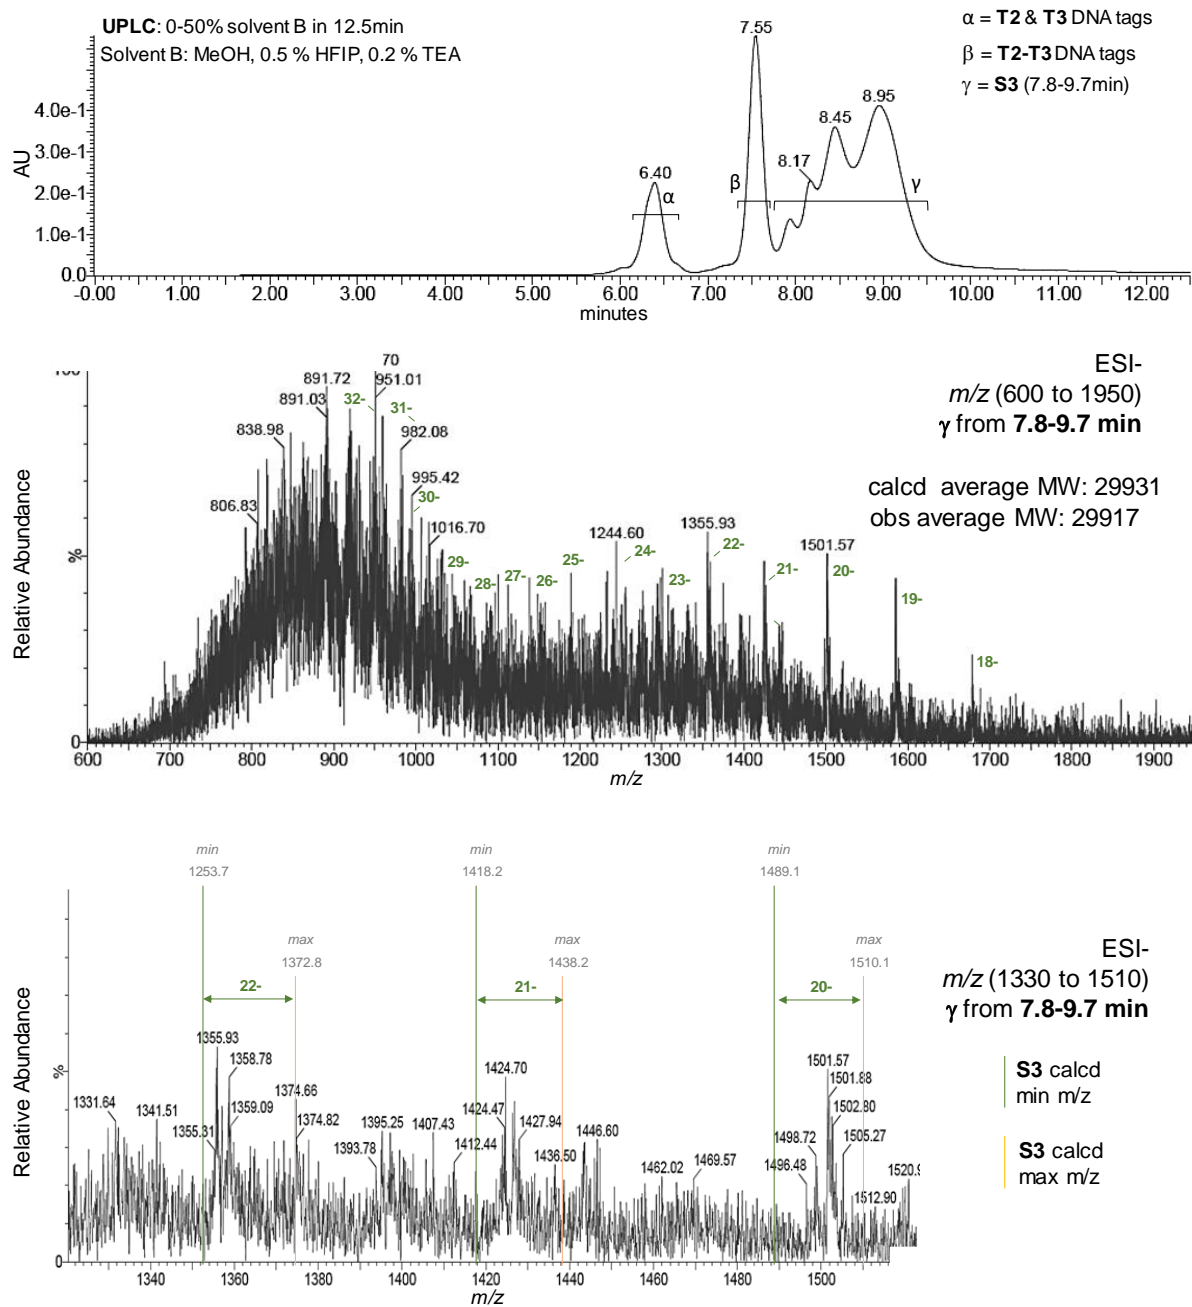 UPLC: 0-50% solvent B in 12.5min
Solvent B: MeOH, 0.5 % HFIP, 0.2 % TEA
α = T2 & T3 DNA tags
β = T2-T3 DNA tags
γ = S3 (7.8-9.7min)
7.55
8.95
8.45
8.17
6.40
α
β
γ
AU
4.0e-1
3.0e-1
2.0e-1
1.0e-1
0.0
-0.00 1.00 2.00 3.00 4.00 5.00 6.00 7.00 8.00 9.00 10.00 11.00 12.00
minutes
ESI-
m/z (600 to 1950)
γ from 7.8-9.7 min
calcd average MW: 29931
obs average MW: 29917
Relative Abundance
%
0
70
891.72
951.01
891.03
32-
31-
838.98
982.08
995.42
806.83
30-
1016.70
29-
28-
27-
26-
25-
1244.60
24-
23-
1355.93
22-
21-
1501.57
20-
19-
18-
600 700 800 900 1000 1100 1200 1300 1400 1500 1600 1700 1800 1900
m/z
min
1253.7
min
1418.2
min
1489.1
max
1372.8
max
1438.2
max
1510.1
22-
21-
20-
ESI-
m/z (1330 to 1510)
γ from 7.8-9.7 min
S3 calcd
min m/z
S3 calcd
max m/z
Relative Abundance
%
0
1331.64
1341.51
1355.93
1358.78
1359.09
1355.31
1374.66
1374.82
1393.78
1395.25
1407.43
1412.44
1424.70
1424.47
1427.94
1436.50
1446.60
1462.02
1469.57
1498.72
1496.48
1501.57
1501.88
1502.80
1505.27
1512.90
1340 1360 1380 1400 1420 1440 1460 1480 1500
m/z